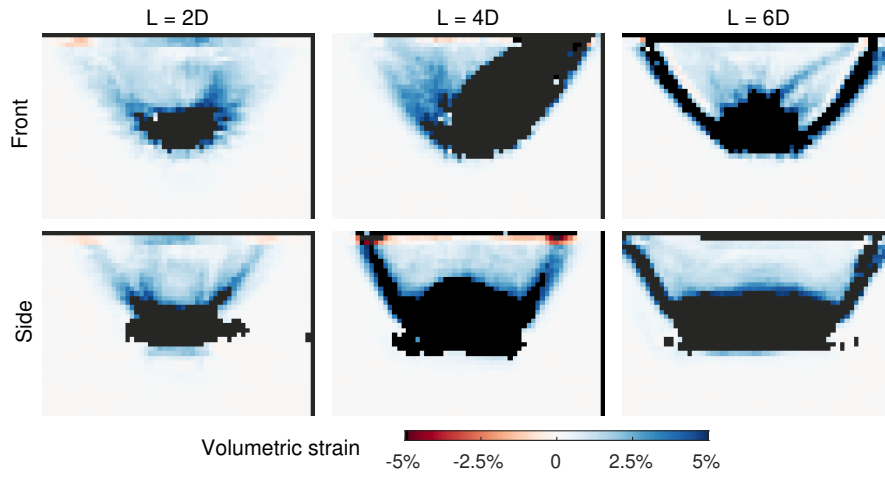 L = 2D
L = 4D
L = 6D
Front
Side
Volumetric strain
-5%
-2.5%
0
2.5%
5%